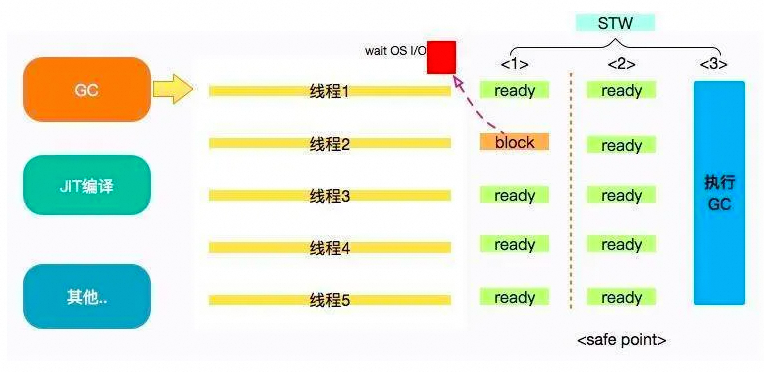 STW
wait OS I/O
<1>
<2>
<3>
GC
线程1
ready
ready
线程2
block
ready
JIT编译
线程3
ready
ready
执行
GC
线程4
ready
ready
其他..
线程5
ready
ready
<safe point>